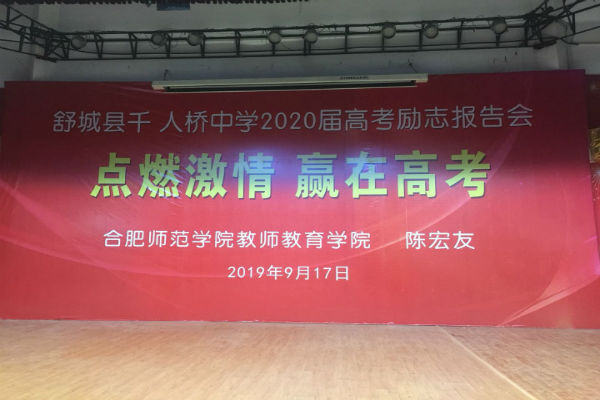 舒城县千 人桥中学2020届高考励志报告会
点燃激情 赢在高考
合肥师范学院教师教育学院 陈宏友
2019年9月17日